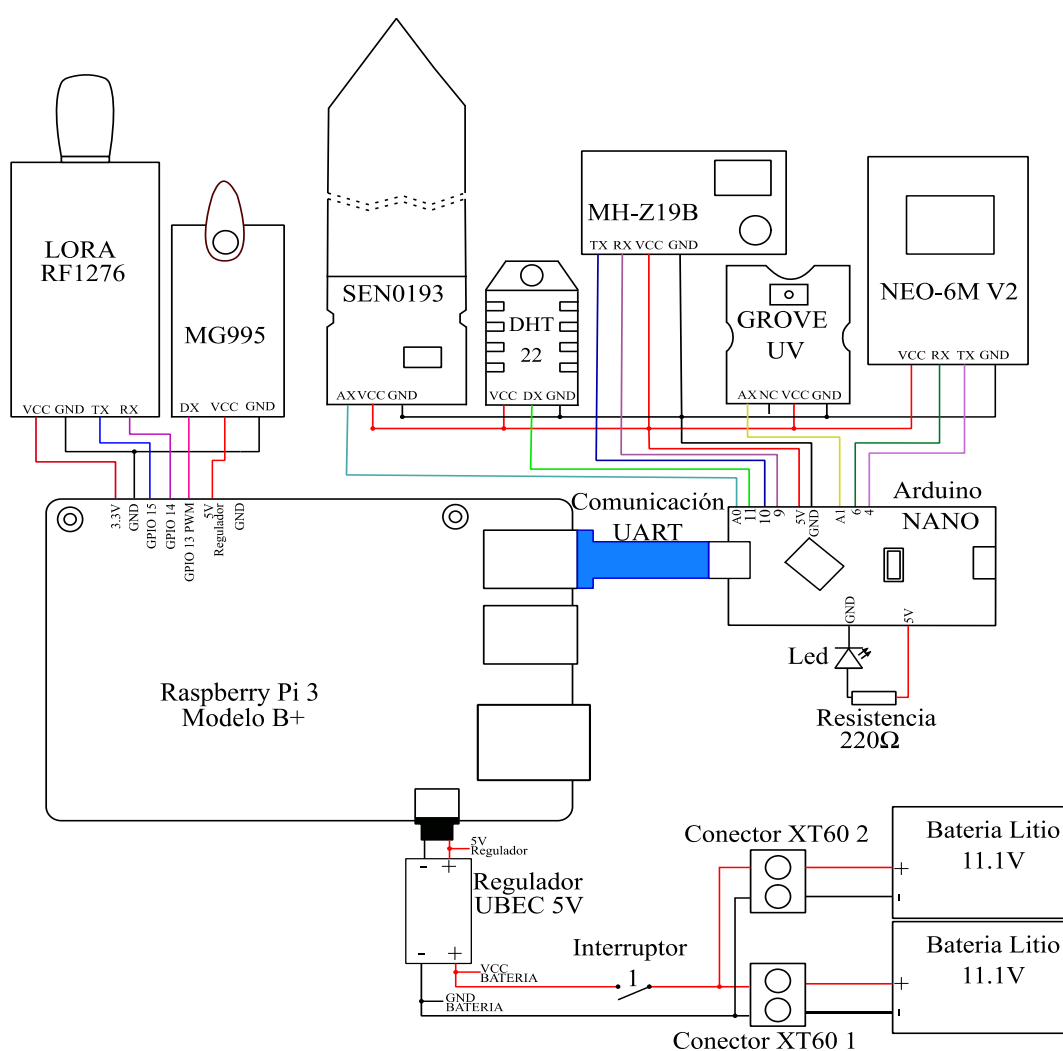 LORA
RF1276
VCC GND TX RX
MG995
DX VCC GND
SEN0193
AX VCC GND
DHT
22
VCC DX GND
MH-Z19B
TX RX VCC GND
GROVE
UV
AX NC VCC GND
NEO-6M V2
VCC RX TX GND
3.3V
GND
GPIO 15
GPIO 14
GPIO 13 PWM
5V
Regulador
GND
Comunicación
UART
A0
11
10
9
5V
GND
A1
6
4
Arduino
NANO
GND
5V
Led
Resistencia
220Ω
Raspberry Pi 3
Modelo B+
5V
Regulador
- +
Regulador
UBEC 5V
- +
VCC
BATERIA
GND
BATERIA
Interruptor
1
Conector XT60 2
Bateria Litio
11.1V
+
-
Bateria Litio
11.1V
+
-
Conector XT60 1